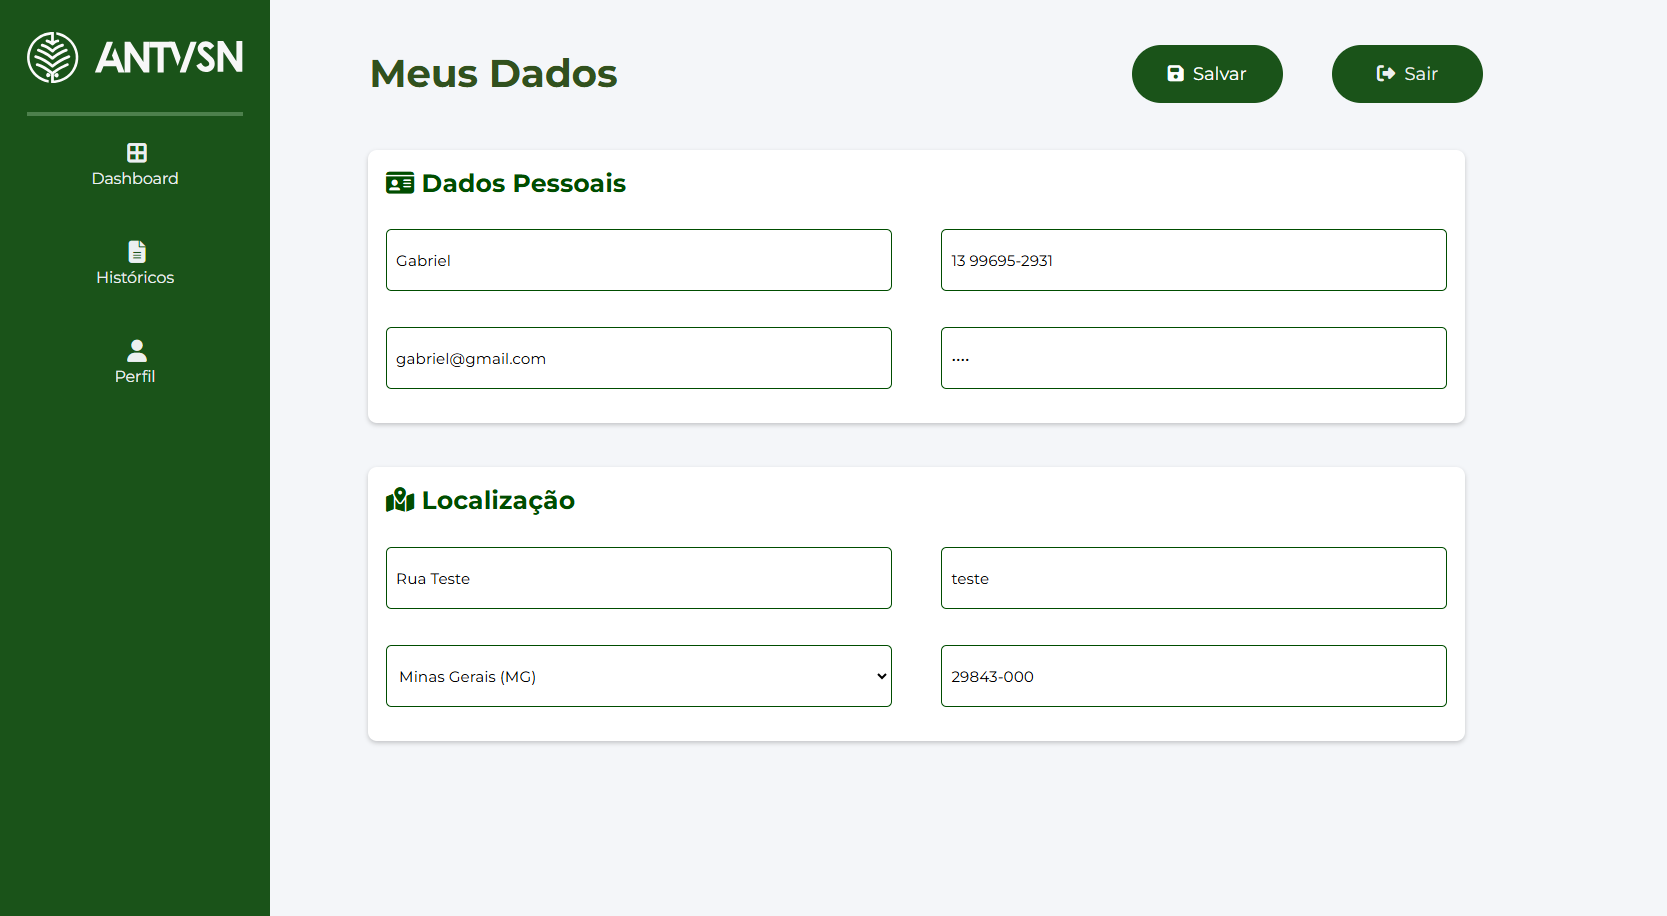 ANTVSN
Dashboard
Históricos
Perfil
Meus Dados
Salvar
Sair
Dados Pessoais
Gabriel
13 99695-2931
gabriel@gmail.com
••••
Localização
Rua Teste
teste
Minas Gerais (MG)
29843-000